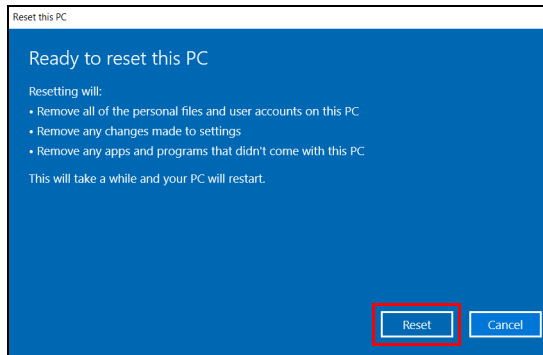 Reset this PC
Ready to reset this PC
Resetting will:
• Remove all of the personal files and user accounts on this PC
• Remove any changes made to settings
• Remove any apps and programs that didn't come with this PC
This will take a while and your PC will restart.
Reset Cancel